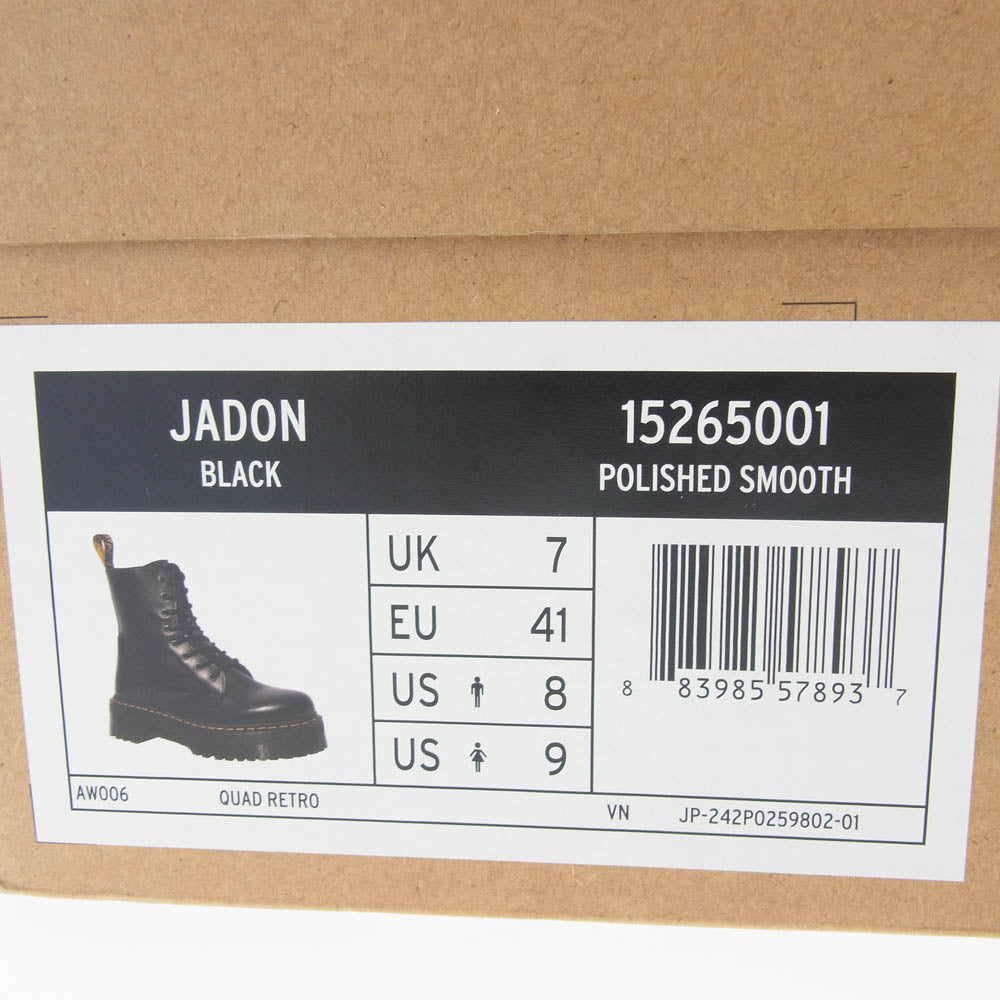 JADON
BLACK
15265001
POLISHED SMOOTH
UK 7
EU 41
US 8
US 9
8 83985 57893 7
AW006 QUAD RETRO VN JP-242P0259802-01